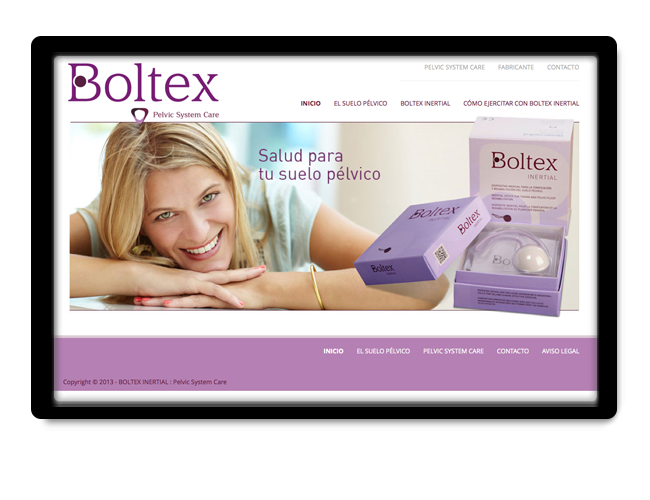 Boltex
Pelvic System Care
PELVIC SYSTEM CARE FABRICANTE CONTACTO
INICIO EL SUELO PÉLVICO BOLTEX INERTIAL CÓMO EJERCITAR CON BOLTEX INERTIAL
Salud para
tu suelo pélvico
Boltex
INERTIAL
Boltex
Boltex
Boltex
Boltex
INICIO EL SUELO PÉLVICO PELVIC SYSTEM CARE CONTACTO AVISO LEGAL
Copyright © 2013 - BOLTEX INERTIAL : Pelvic System Care